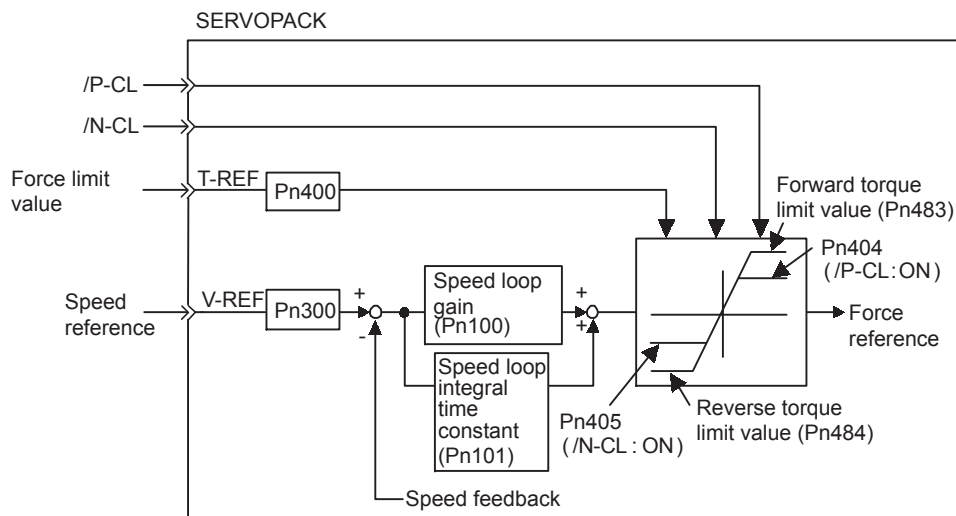 SERVOPACK
/P-CL
/N-CL
Force limit
value
T-REF
Pn400
Forward torque
limit value (Pn483)
Pn404
(/P-CL:ON)
Speed
reference
V-REF
Pn300
+
-
Speed loop
gain
(Pn100)
+
+
Force
reference
Speed loop
integral
time
constant
(Pn101)
Pn405
(/N-CL: ON)
Reverse torque
limit value (Pn484)
Speed feedback